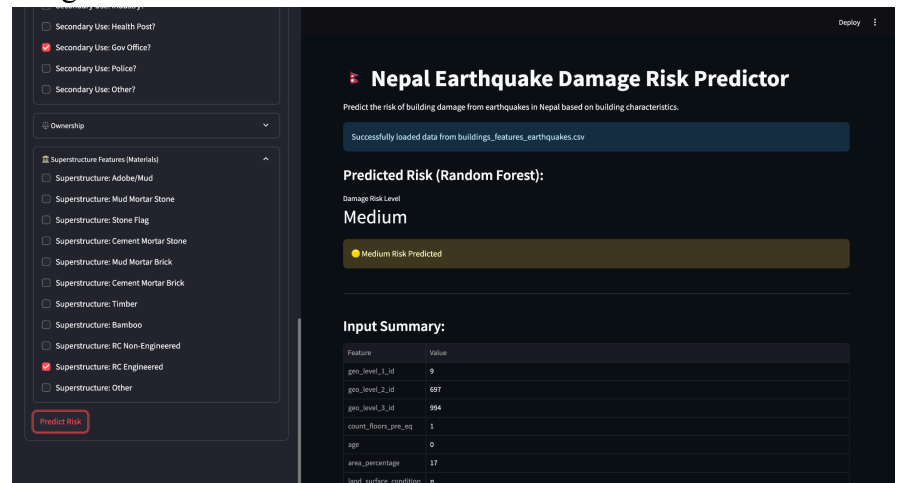 Secondary Use: Health Post?
Secondary Use: Gov Office?
Secondary Use: Police?
Secondary Use: Other?
Ownership
Superstructure Features (Materials)
Superstructure: Adobe/Mud
Superstructure: Mud Mortar Stone
Superstructure: Stone Flag
Superstructure: Cement Mortar Stone
Superstructure: Mud Mortar Brick
Superstructure: Cement Mortar Brick
Superstructure: Timber
Superstructure: Bamboo
Superstructure: RC Non-Engineered
Superstructure: RC Engineered
Superstructure: Other
Predict Risk
Deploy
Nepal Earthquake Damage Risk Predictor
Predict the risk of building damage from earthquakes in Nepal based on building characteristics.
Successfully loaded data from buildings_features_earthquakes.csv
Predicted Risk (Random Forest):
Damage Risk Level
Medium
Medium Risk Predicted
Input Summary:
Feature Value
geo_level_1_id 9
geo_level_2_id 697
geo_level_3_id 994
count_floors_pre_eq 1
age 0
area_percentage 17
land_surface_condition n